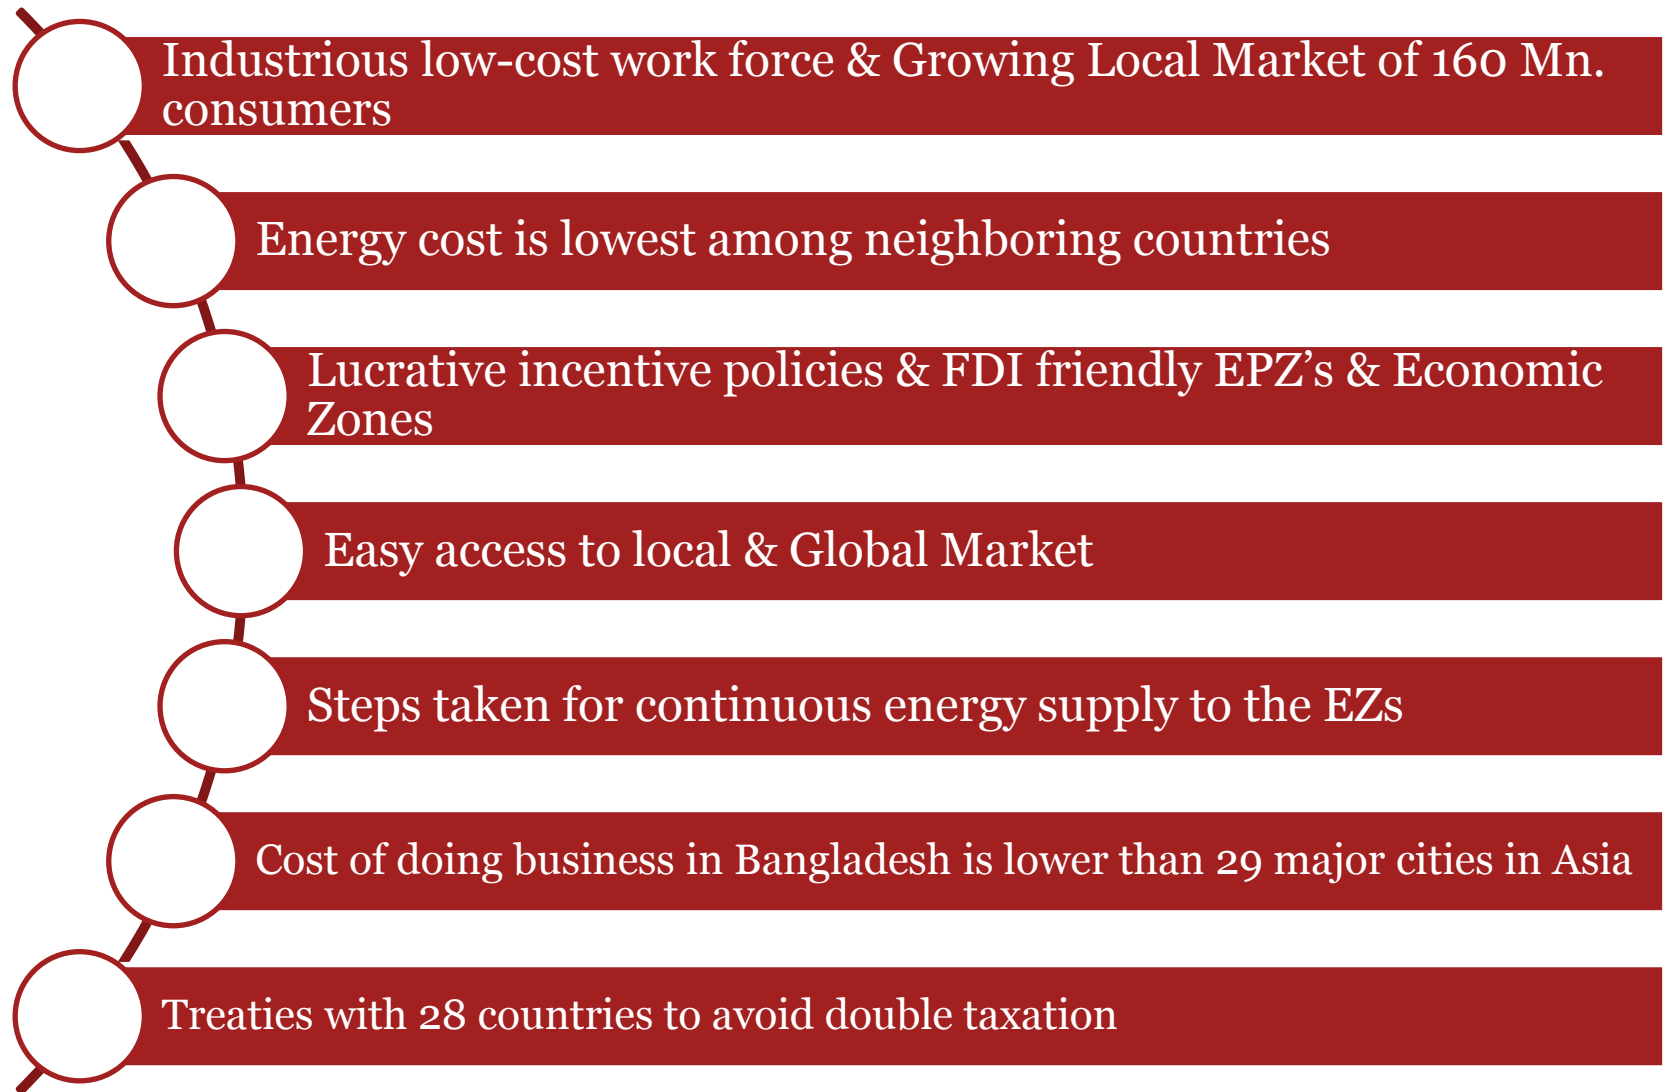 Industrious low-cost work force & Growing Local Market of 160 Mn.
consumers
Energy cost is lowest among neighboring countries
Lucrative incentive policies & FDI friendly EPZ’s & Economic
Zones
Easy access to local & Global Market
Steps taken for continuous energy supply to the EZs
Cost of doing business in Bangladesh is lower than 29 major cities in Asia
Treaties with 28 countries to avoid double taxation